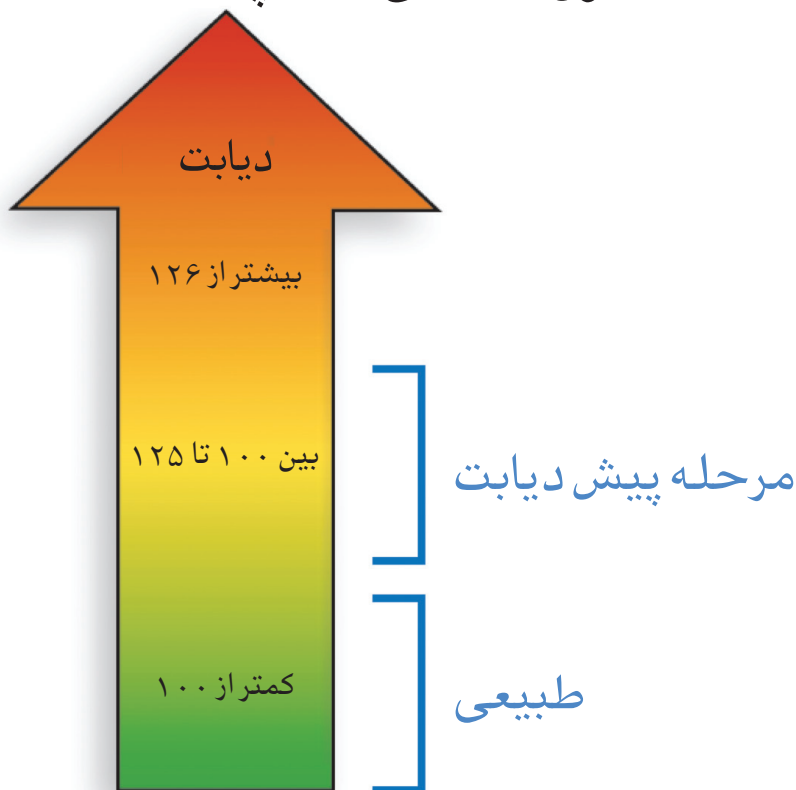 دیابت
بیشتر از ۱۲۶
بین ۱۰۰ تا ۱۲۵
مرحله پیش دیابت
کمتر از ۱۰۰
طبیعی